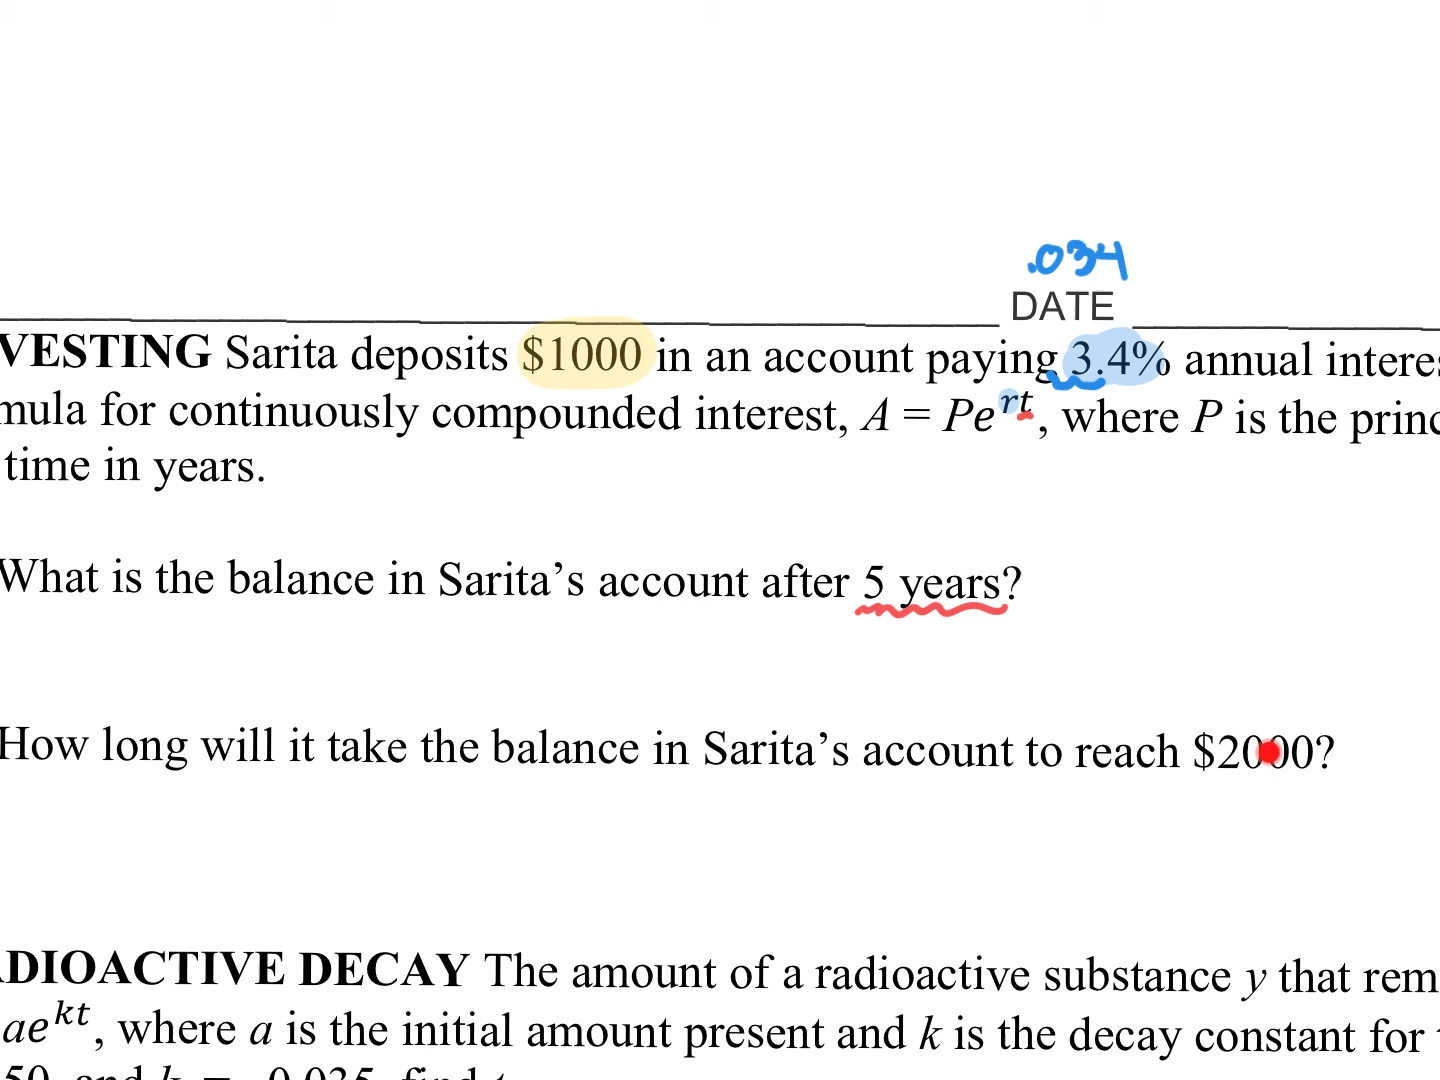 .034
DATE
VESTING Sarita deposits $1000 in an account paying 3.4% annual interes
mula for continuously compounded interest, A = Pe^rt, where P is the princ
time in years.
What is the balance in Sarita’s account after 5 years?
How long will it take the balance in Sarita’s account to reach $2000?
DIOACTIVE DECAY The amount of a radioactive substance y that rem
ae^kt, where a is the initial amount present and k is the decay constant for
50, and k =